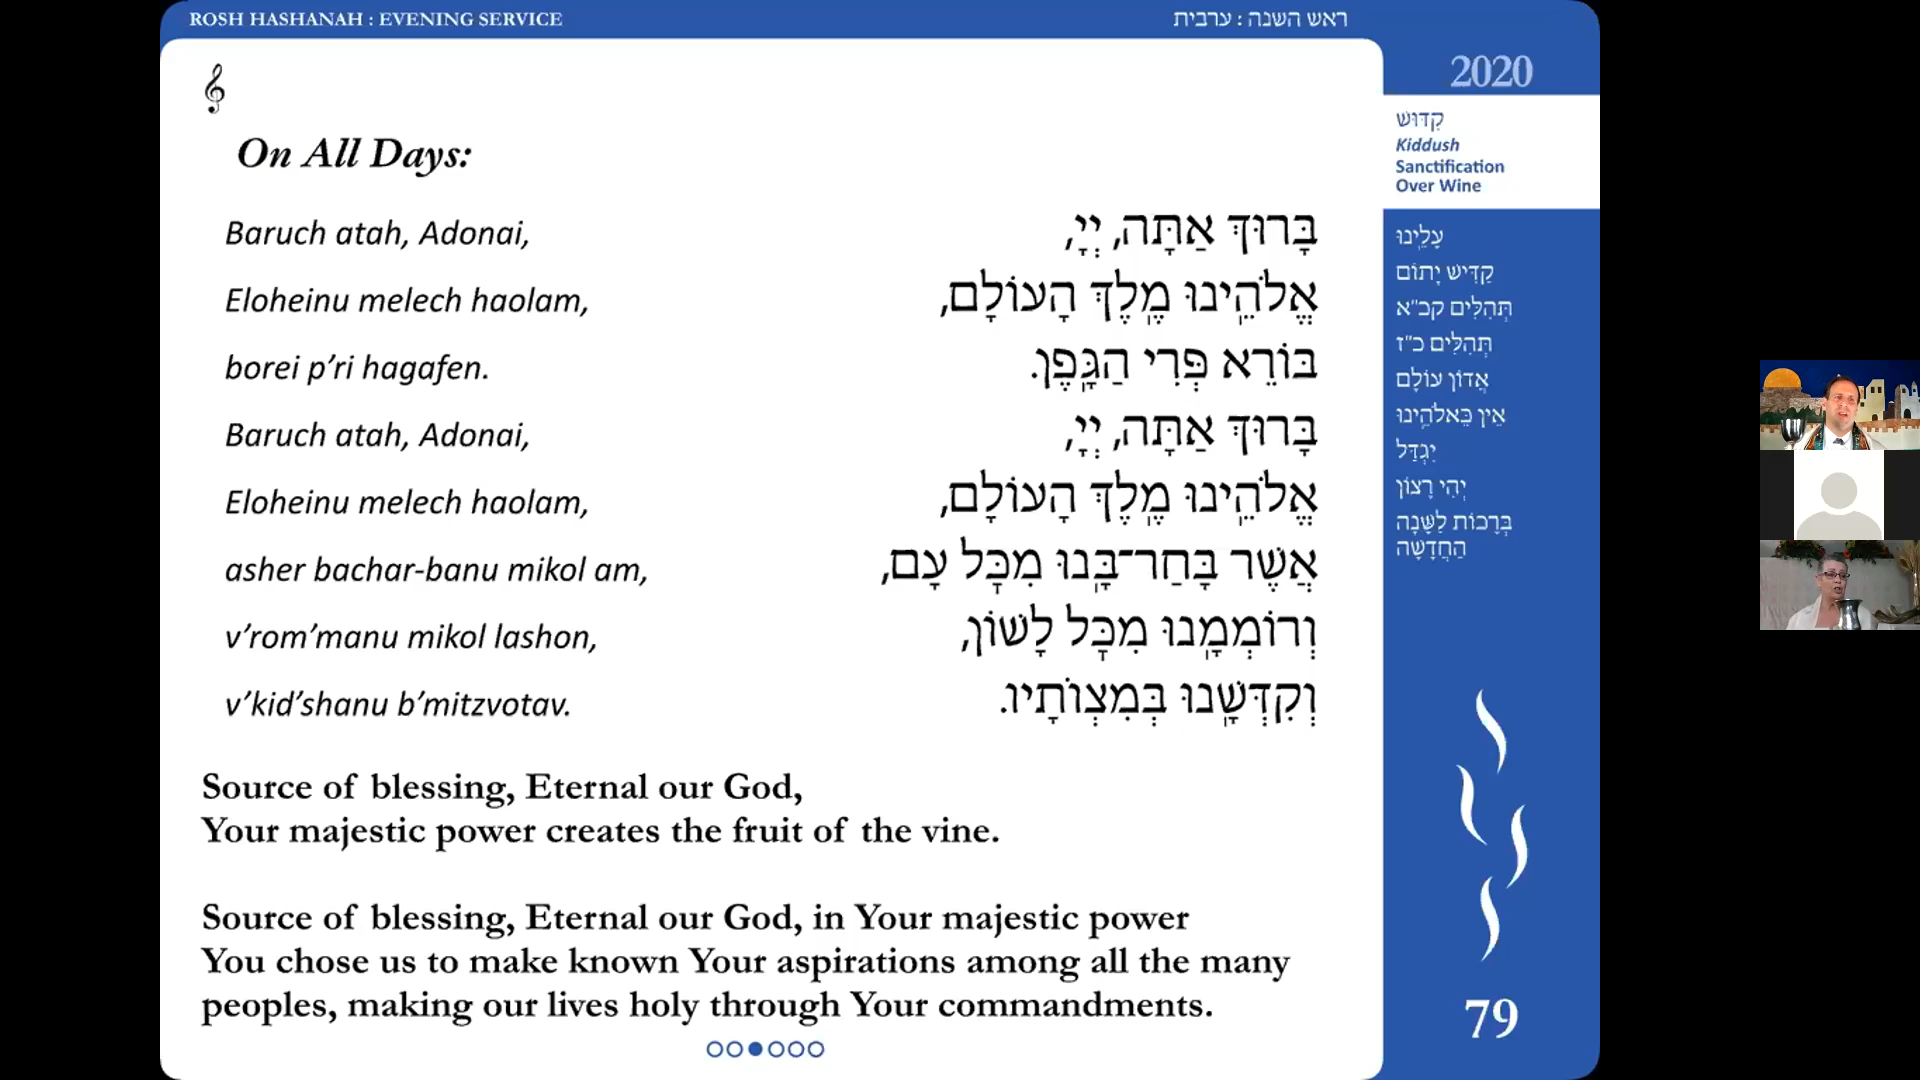 ROSH HASHANAH : EVENING SERVICE
ראש השנה : ערבית
On All Days:
Baruch atah, Adonai,
בָּרוּךְ אַתָּה, יְיָ,
Eloheinu melech haolam,
אֱלֹהֵֽינוּ מֶֽלֶךְ הָעוֹלָם,
borei p’ri hagafen.
בּוֹרֵא פְּרִי הַגָּֽפֶן.
Baruch atah, Adonai,
בָּרוּךְ אַתָּה, יְיָ,
Eloheinu melech haolam,
אֱלֹהֵֽינוּ מֶֽלֶךְ הָעוֹלָם,
asher bachar-banu mikol am,
אֲשֶׁר בָּחַר־בָּֽנוּ מִכָּל עָם,
v’rom’manu mikol lashon,
וְרוֹמְמָֽנוּ מִכָּל לָשׁוֹן,
v’kid’shanu b’mitzvotav.
וְקִדְּשָֽׁנוּ בְּמִצְוֹתָיו.
Source of blessing, Eternal our God,
Your majestic power creates the fruit of the vine.
Source of blessing, Eternal our God, in Your majestic power
You chose us to make known Your aspirations among all the many
peoples, making our lives holy through Your commandments.
2020
קִדּוּשׁ
Kiddush
Sanctification
Over Wine
עָלֵֽינוּ
קַדִּישׁ יָתוֹם
תְּהִלִּים קכ״א
תְּהִלִּים כ״ז
אֲדוֹן עוֹלָם
אֵין כֵּאלֹהֵֽינוּ
יִגְדַּל
יְהִי רָצוֹן
בְּרָכוֹת לַשָּׁנָה
הַחֲדָשָׁה
79